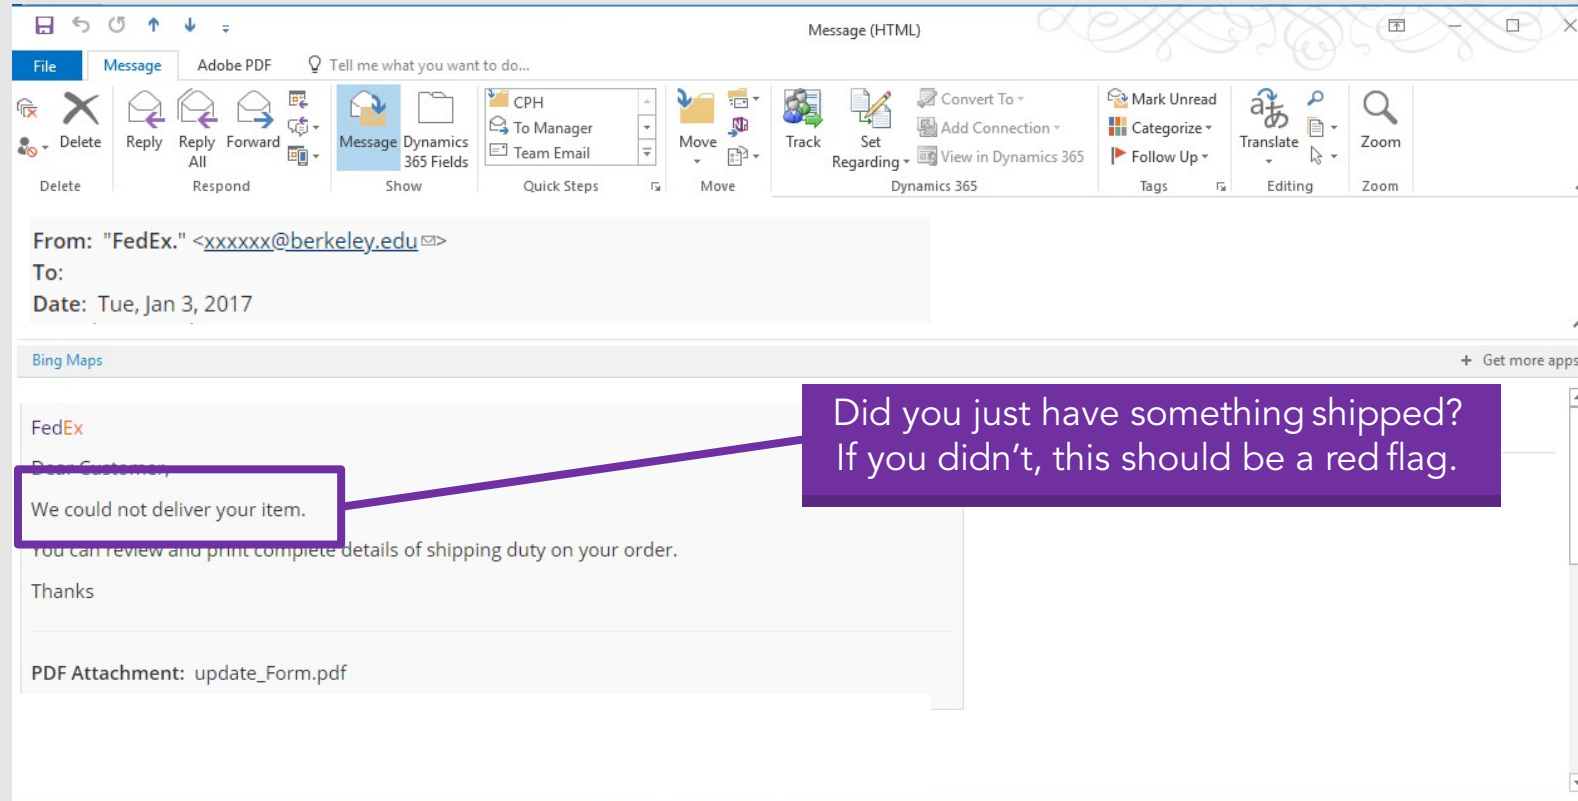 Message (HTML)
File Message Adobe PDF Tell me what you want to do...
Delete
Reply
Reply All
Forward
Message
Dynamics 365 Fields
CPH
To Manager
Team Email
Move
Track
Set Regarding
Convert To
Add Connection
View in Dynamics 365
Mark Unread
Categorize
Follow Up
Translate
Zoom
Delete Respond Show Quick Steps Move Dynamics 365 Tags Editing Zoom
From: "FedEx." <xxxxxx@berkeley.edu>
To:
Date: Tue, Jan 3, 2017
Bing Maps + Get more apps
Did you just have something shipped?
If you didn't, this should be a red flag.
FedEx
Dear Customer,
We could not deliver your item.
You can review and print complete details of shipping duty on your order.
Thanks
PDF Attachment: update_Form.pdf